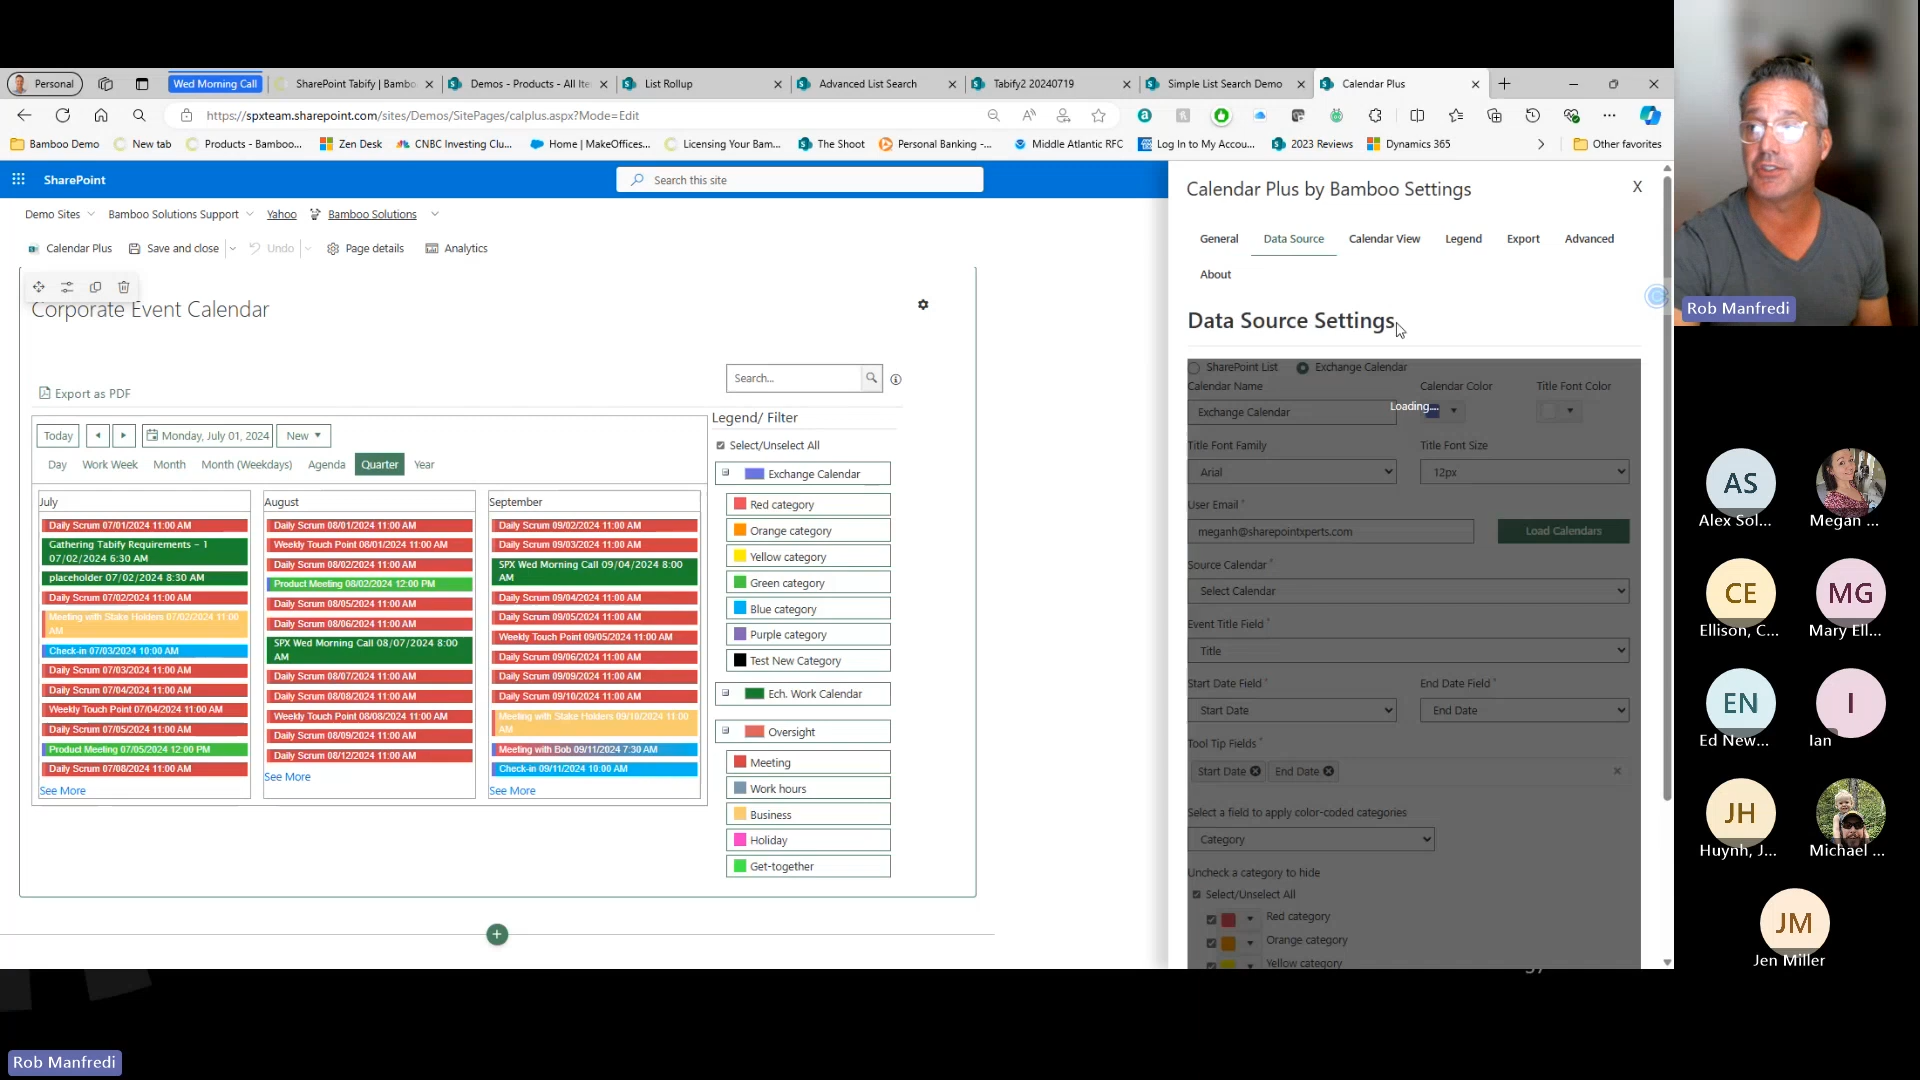 Personal
Wed Morning Call
SharePoint Tabify | Bambo
Demos - Products - All Ite
List Rollup
Advanced List Search
Tabify2 20240719
Simple List Search Demo
Calendar Plus
https://spxteam.sharepoint.com/sites/Demos/SitePages/calplus.aspx?Mode=Edit
Bamboo Demo
New tab
Products - Bamboo...
Zen Desk
CNBC Investing Clu...
Home | MakeOffices...
Licensing Your Bam...
The Shoot
Personal Banking -...
Middle Atlantic RFC
Log In to My Accou...
2023 Reviews
Dynamics 365
Other favorites
SharePoint
Search this site
Demo Sites
Bamboo Solutions Support
Yahoo
Bamboo Solutions
Calendar Plus
Save and close
Undo
Page details
Analytics
Corporate Event Calendar
Search...
Export as PDF
Today
Monday, July 01, 2024
New
Day
Work Week
Month
Month (Weekdays)
Agenda
Quarter
Year
July
Daily Scrum 07/01/2024 11:00 AM
Gathering Tabify Requirements - 1
07/02/2024 6:30 AM
placeholder 07/02/2024 8:30 AM
Daily Scrum 07/02/2024 11:00 AM
Meeting with Stake Holders 07/02/2024 11:00
AM
Check-in 07/03/2024 10:00 AM
Daily Scrum 07/03/2024 11:00 AM
Daily Scrum 07/04/2024 11:00 AM
Weekly Touch Point 07/04/2024 11:00 AM
Daily Scrum 07/05/2024 11:00 AM
Product Meeting 07/05/2024 12:00 PM
Daily Scrum 07/08/2024 11:00 AM
See More
August
Daily Scrum 08/01/2024 11:00 AM
Weekly Touch Point 08/01/2024 11:00 AM
Daily Scrum 08/02/2024 11:00 AM
Product Meeting 08/02/2024 12:00 PM
Daily Scrum 08/05/2024 11:00 AM
Daily Scrum 08/06/2024 11:00 AM
SPX Wed Morning Call 08/07/2024 8:00
AM
Daily Scrum 08/07/2024 11:00 AM
Daily Scrum 08/08/2024 11:00 AM
Weekly Touch Point 08/08/2024 11:00 AM
Daily Scrum 08/09/2024 11:00 AM
Daily Scrum 08/12/2024 11:00 AM
See More
September
Daily Scrum 09/02/2024 11:00 AM
Daily Scrum 09/03/2024 11:00 AM
SPX Wed Morning Call 09/04/2024 8:00
AM
Daily Scrum 09/04/2024 11:00 AM
Daily Scrum 09/05/2024 11:00 AM
Weekly Touch Point 09/05/2024 11:00 AM
Daily Scrum 09/06/2024 11:00 AM
Daily Scrum 09/09/2024 11:00 AM
Daily Scrum 09/10/2024 11:00 AM
Meeting with Stake Holders 09/10/2024 11:00
AM
Meeting with Bob 09/11/2024 7:30 AM
Check-in 09/11/2024 10:00 AM
See More
Legend/ Filter
Select/Unselect All
Exchange Calendar
Red category
Orange category
Yellow category
Green category
Blue category
Purple category
Test New Category
Ech. Work Calendar
Oversight
Meeting
Work hours
Business
Holiday
Get-together
Calendar Plus by Bamboo Settings
X
General
Data Source
Calendar View
Legend
Export
Advanced
About
Data Source Settings
SharePoint List
Exchange Calendar
Calendar Name
Calendar Color
Title Font Color
Exchange Calendar
Loading....
Title Font Family
Title Font Size
Arial
12px
User Email *
meganh@sharepointxperts.com
Load Calendars
Source Calendar *
Select Calendar
Event Title Field *
Title
Start Date Field *
End Date Field *
Start Date
End Date
Tool Tip Fields *
Start Date
End Date
Select a field to apply color-coded categories
Category
Uncheck a category to hide
Select/Unselect All
Red category
Orange category
Yellow category
Rob Manfredi
AS
Alex Sol...
Megan ...
CE
Ellison, C...
MG
Mary Ell...
EN
Ed New...
I
Ian
JH
Huynh, J...
Michael ...
JM
Jen Miller
Rob Manfredi